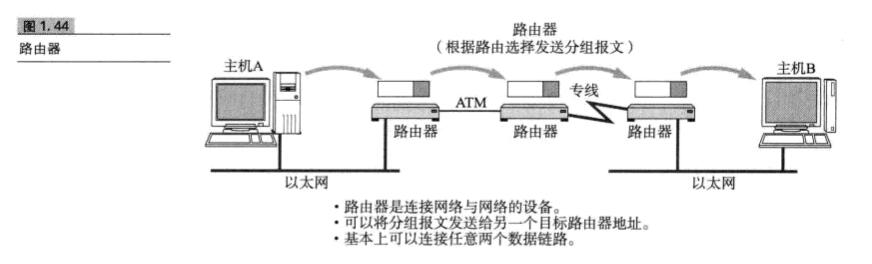 图1.44
路由器
路由器
（根据路由选择发送分组报文）
主机A
主机B
ATM
专线
路由器
路由器
路由器
以太网
以太网
・路由器是连接网络与网络的设备。
・可以将分组报文发送给另一个目标路由器地址。
・基本上可以连接任意两个数据链路。